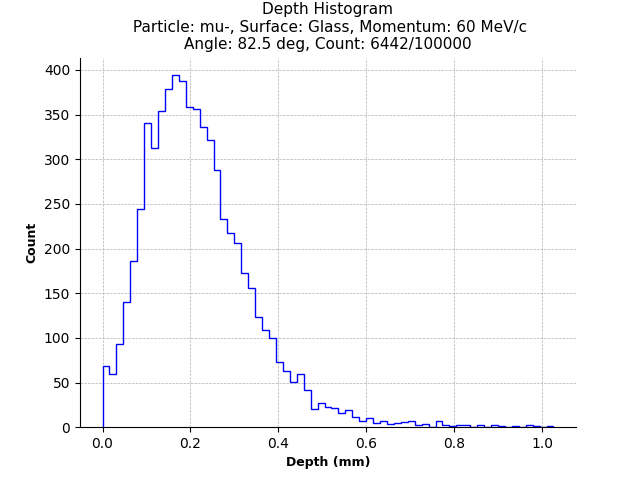 Depth Histogram
Particle: mu-, Surface: Glass, Momentum: 60 MeV/c
Angle: 82.5 deg, Count: 6442/100000
400
350
300
250
200
150
100
50
0
Count
0.0 0.2 0.4 0.6 0.8 1.0
Depth (mm)